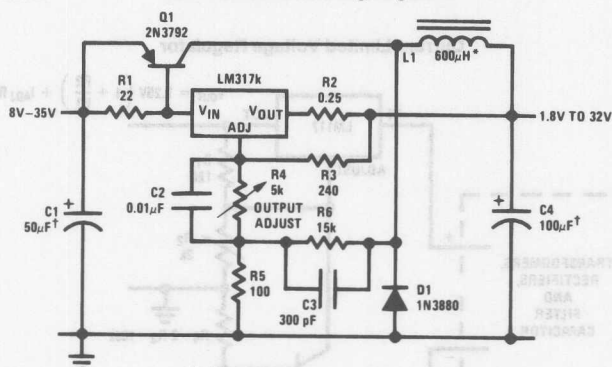 Q1
2N3792
L1
600μH*
R1
22
LM317k
R2
0.25
8V–35V
VIN
VOUT
1.8V TO 32V
ADJ
R4
5k
R3
240
C2
0.01μF
OUTPUT
ADJUST
R6
15k
+
C1
50μF†
+
C4
100μF†
R5
100
C3
300 pF
D1
1N3880